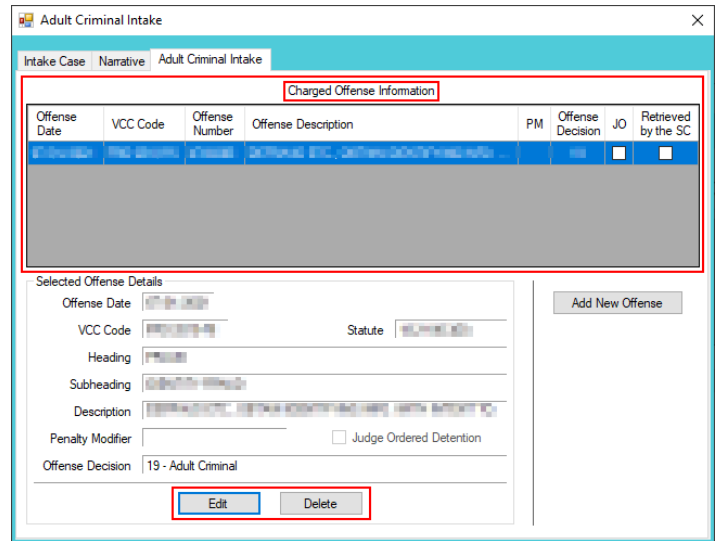 Adult Criminal Intake
Intake Case Narrative Adult Criminal Intake
Charged Offense Information
Offense Date VCC Code Offense Number Offense Description PM Offense Decision JO Retrieved by the SC
Selected Offense Details
Offense Date
Add New Offense
VCC Code Statute
Heading
Subheading
Description
Penalty Modifier Judge Ordered Detention
Offense Decision 19 - Adult Criminal
Edit Delete